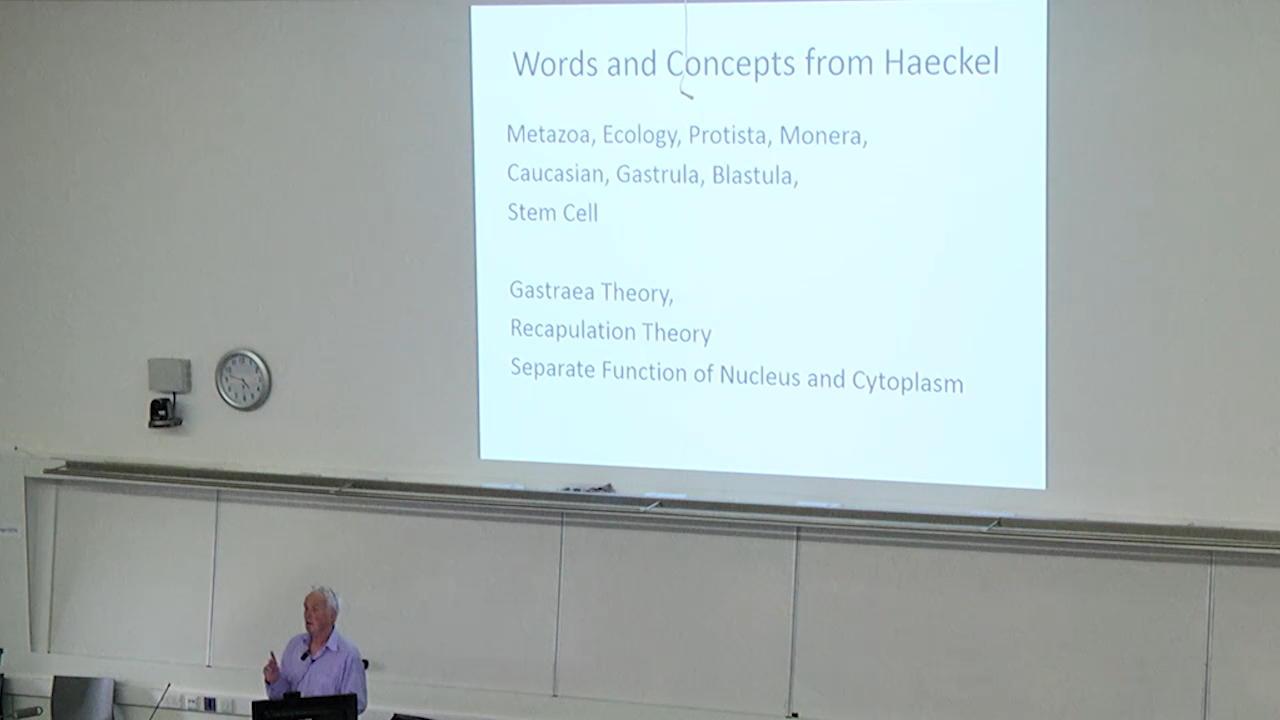 Words and Concepts from Haeckel
Metazoa, Ecology, Protista, Monera,
Caucasian, Gastrula, Blastula,
Stem Cell
Gastraea Theory,
Recapulation Theory
Separate Function of Nucleus and Cytoplasm